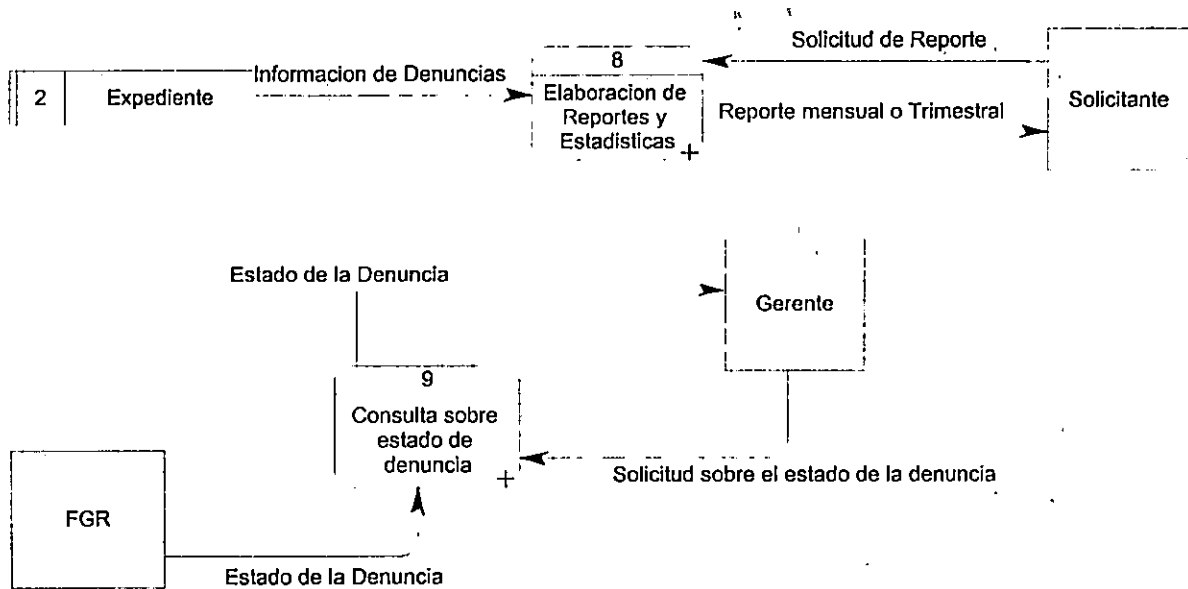 Solicitud de Reporte
Informacion de Denuncias
8
2
Expediente
Elaboracion de
Reportes y
Estadisticas
Reporte mensual o Trimestral
Solicitante
Estado de la Denuncia
Gerente
9
Consulta sobre
estado de
denuncia
Solicitud sobre el estado de la denuncia
FGR
Estado de la Denuncia